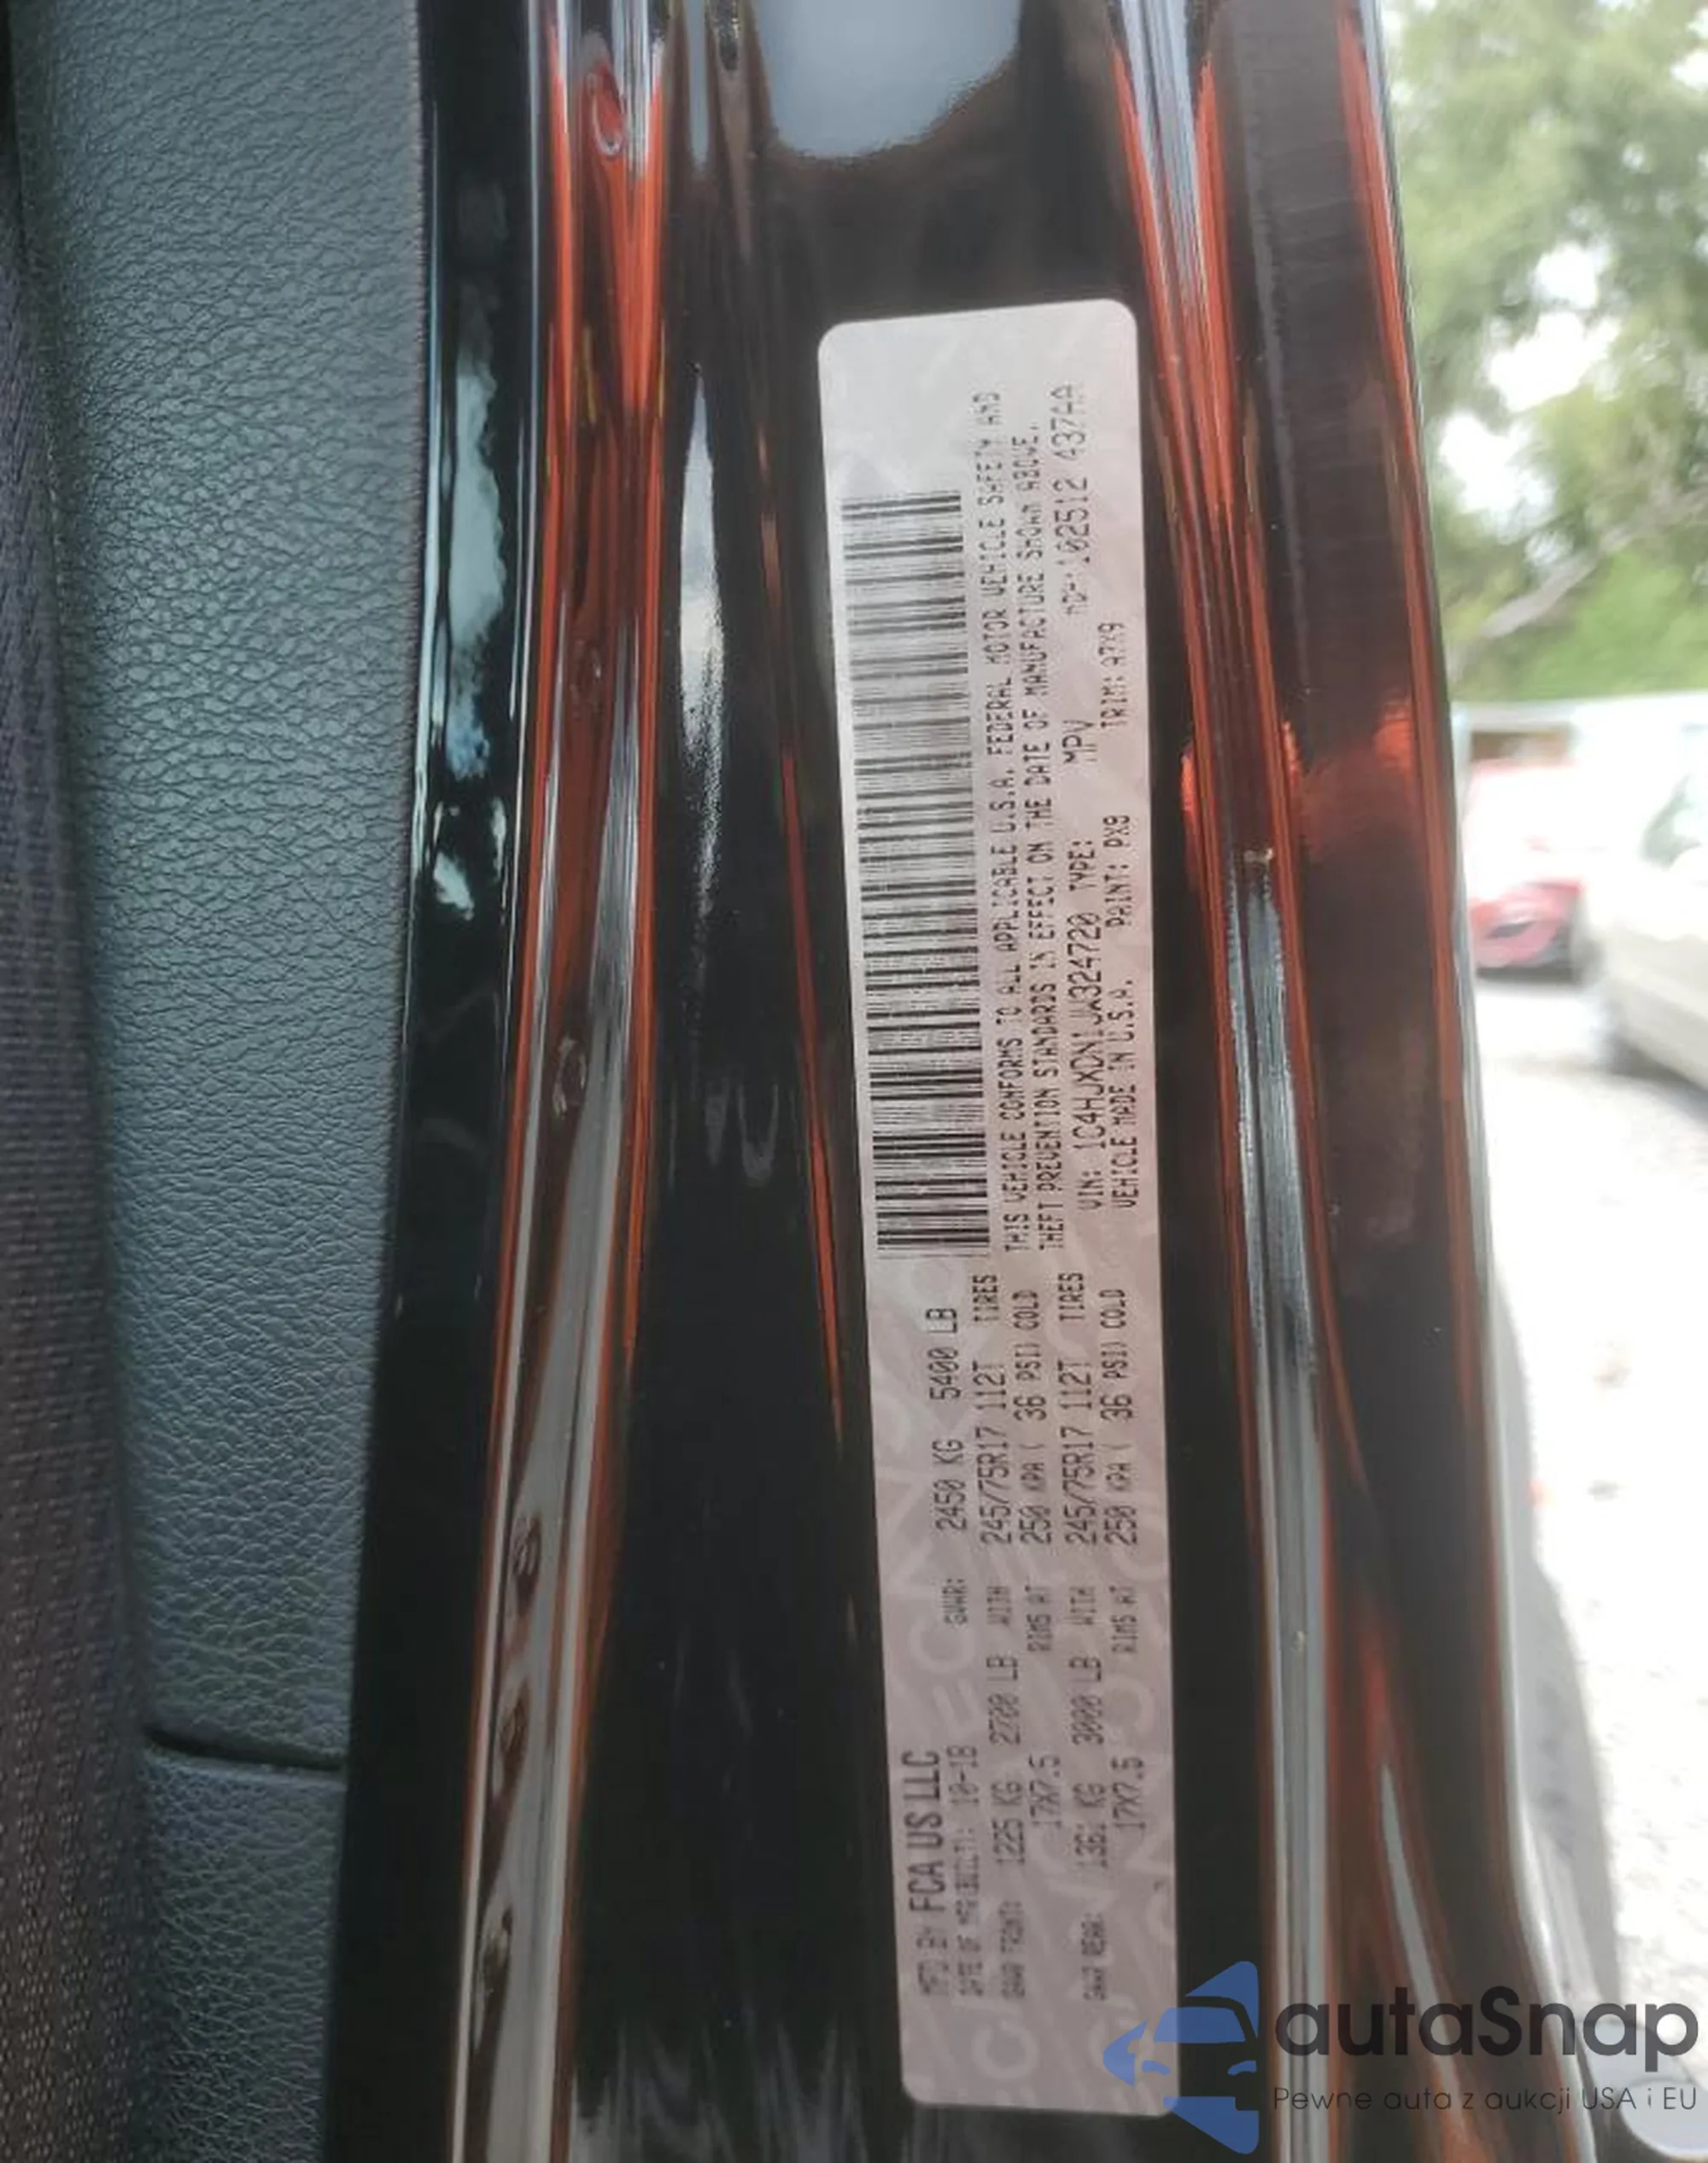 MFD BY FCA US LLC
DATE OF MFR (BUILT): 10-18 GVWR: 2450 KG 5400 LB
GAWR FRONT: 1225 KG 2700 LB WITH 245/75R17 112T TIRES
17X7.5 RIMS AT 250 KPA ( 36 PSI) COLD
GAWR REAR: 1361 KG 3000 LB WITH 245/75R17 112T TIRES
17X7.5 RIMS AT 250 KPA ( 36 PSI) COLD
THIS VEHICLE CONFORMS TO ALL APPLICABLE U.S.A. FEDERAL MOTOR VEHICLE SAFETY AND
THEFT PREVENTION STANDARDS IN EFFECT ON THE DATE OF MANUFACTURE SHOWN ABOVE.
VIN: 1C4HJXDN1JW324720 TYPE: MPV MDH:102512 437AA
VEHICLE MADE IN U.S.A. PAINT: PX8 TRIM: A7X9
autaSnap
Pewne auta z aukcji USA i EU